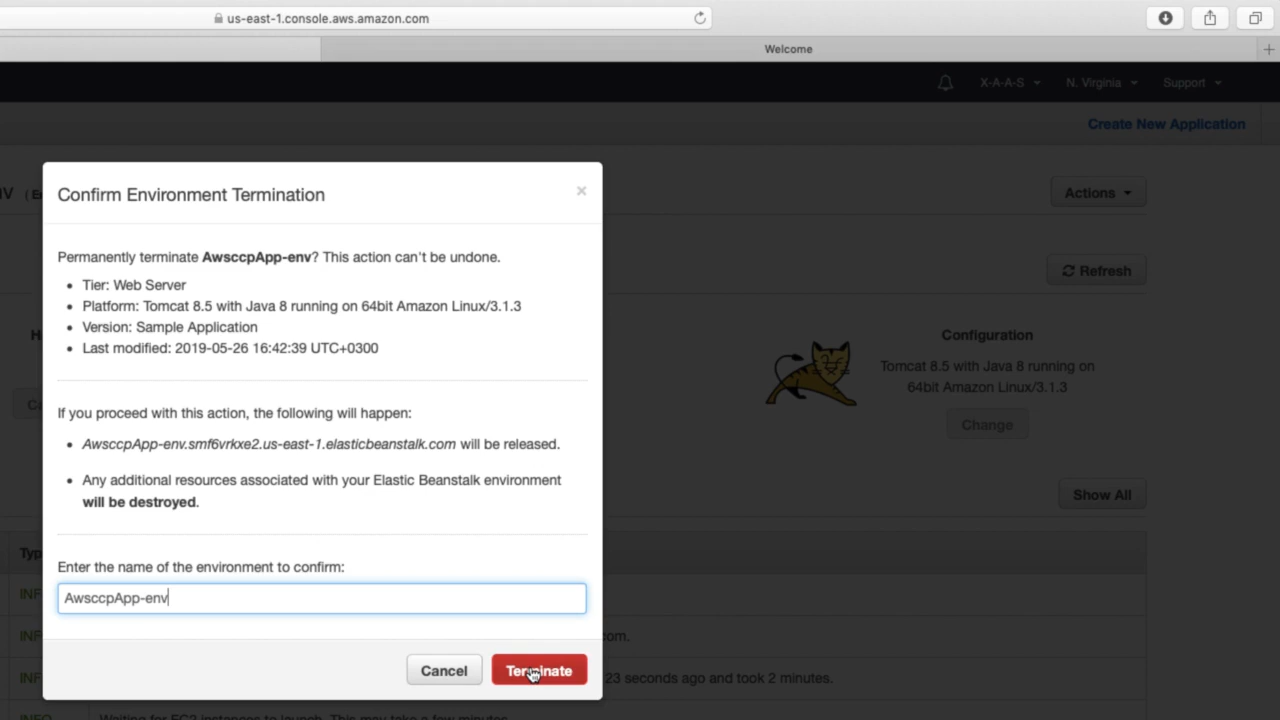 us-east-1.console.aws.amazon.com
Welcome
X-A-A-S
N. Virginia
Support
Create New Application
Confirm Environment Termination
Actions
Permanently terminate AwsccpApp-env? This action can't be undone.
Tier: Web Server
Platform: Tomcat 8.5 with Java 8 running on 64bit Amazon Linux/3.1.3
Version: Sample Application
Last modified: 2019-05-26 16:42:39 UTC+0300
Refresh
Configuration
Tomcat 8.5 with Java 8 running on
64bit Amazon Linux/3.1.3
Change
If you proceed with this action, the following will happen:
AwsccpApp-env.smf6vrkxe2.us-east-1.elasticbeanstalk.com will be released.
Any additional resources associated with your Elastic Beanstalk environment
will be destroyed.
Show All
Enter the name of the environment to confirm:
AwsccpApp-env
com.
Cancel
Terminate
23 seconds ago and took 2 minutes.
INFO Waiting for EC2 instances to launch. This may take a few minutes.